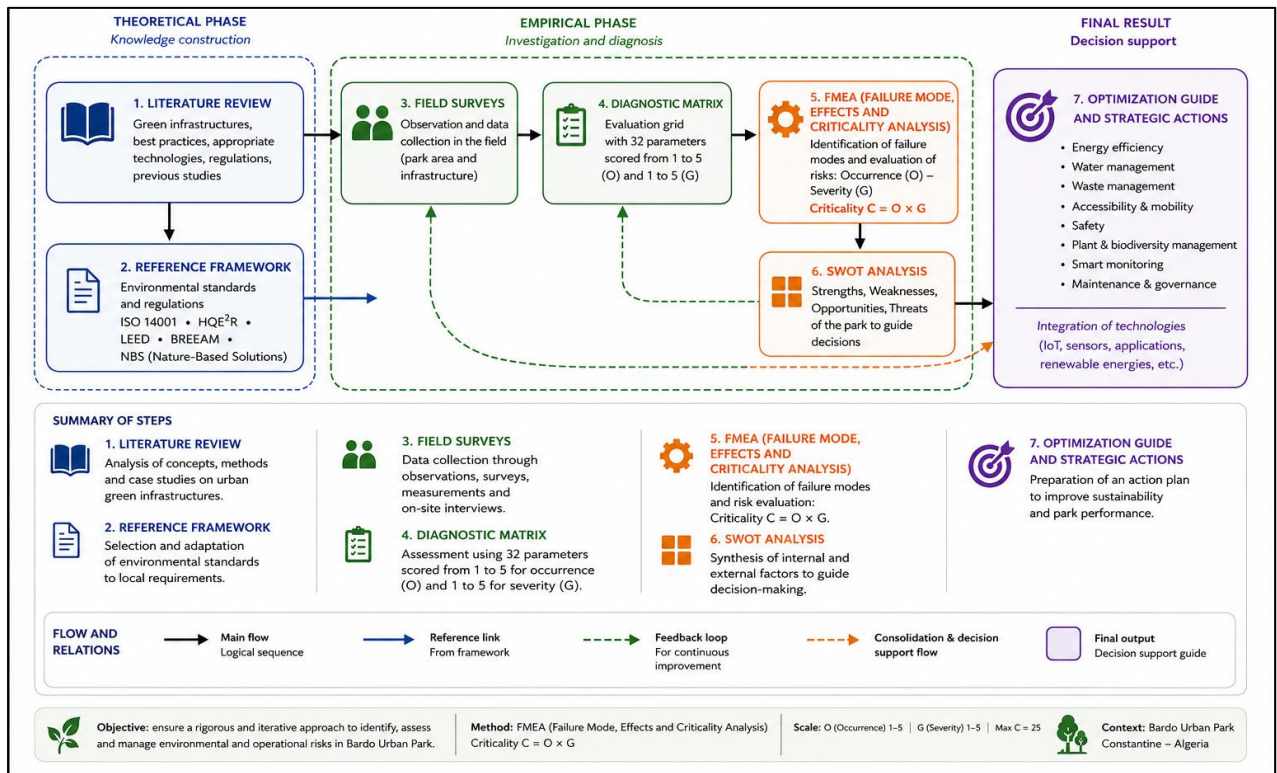 THEORETICAL PHASE
Knowledge construction
EMPIRICAL PHASE
Investigation and diagnosis
FINAL RESULT
Decision support
1. LITERATURE REVIEW
Green infrastructures,
best practices, appropriate
technologies, regulations,
previous studies
2. REFERENCE FRAMEWORK
Environmental standards
and regulations
ISO 14001 • HQE²R •
LEED • BREEAM •
NBS (Nature-Based Solutions)
3. FIELD SURVEYS
Observation and data
collection in the field
(park area and
infrastructure)
4. DIAGNOSTIC MATRIX
Evaluation grid
with 32 parameters
scored from 1 to 5
(O) and 1 to 5 (G)
5. FMEA (FAILURE MODE,
EFFECTS AND
CRITICALITY ANALYSIS)
Identification of failure
modes and evaluation of
risks: Occurrence (O) –
Severity (G)
Criticality C = O × G
6. SWOT ANALYSIS
Strengths, Weaknesses,
Opportunities, Threats
of the park to guide
decisions
7. OPTIMIZATION GUIDE
AND STRATEGIC ACTIONS
• Energy efficiency
• Water management
• Waste management
• Accessibility & mobility
• Safety
• Plant & biodiversity management
• Smart monitoring
• Maintenance & governance
Integration of technologies
(IoT, sensors, applications,
renewable energies, etc.)
SUMMARY OF STEPS
1. LITERATURE REVIEW
Analysis of concepts, methods
and case studies on urban
green infrastructures.
2. REFERENCE FRAMEWORK
Selection and adaptation
of environmental standards
to local requirements.
3. FIELD SURVEYS
Data collection through
observations, surveys,
measurements and
on-site interviews.
4. DIAGNOSTIC MATRIX
Assessment using 32 parameters
scored from 1 to 5 for occurrence
(O) and 1 to 5 for severity (G).
5. FMEA (FAILURE MODE,
EFFECTS AND
CRITICALITY ANALYSIS)
Identification of failure modes
and risk evaluation:
Criticality C = O × G.
6. SWOT ANALYSIS
Synthesis of internal and
external factors to guide
decision-making.
7. OPTIMIZATION GUIDE
AND STRATEGIC ACTIONS
Preparation of an action plan
to improve sustainability
and park performance.
FLOW AND
RELATIONS
Main flow
Logical sequence
Reference link
From framework
Feedback loop
For continuous
improvement
Consolidation & decision
support flow
Final output
Decision support guide
Objective: ensure a rigorous and iterative approach to identify, assess
and manage environmental and operational risks in Bardo Urban Park.
Method: FMEA (Failure Mode, Effects and Criticality Analysis)
Criticality C = O × G
Scale: O (Occurrence) 1–5 | G (Severity) 1–5 | Max C = 25
Context: Bardo Urban Park
Constantine – Algeria